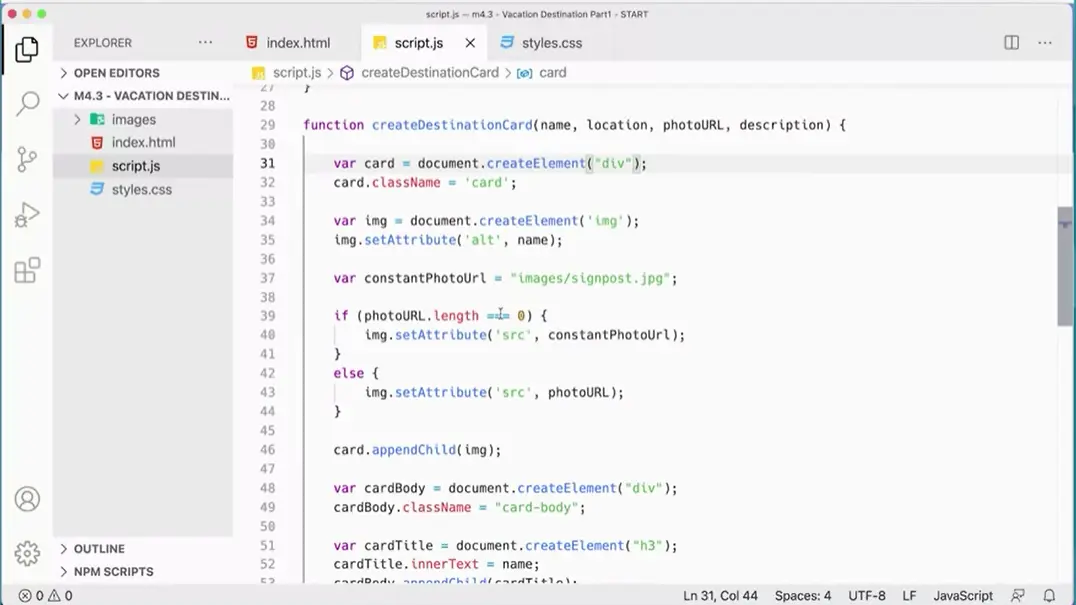 script.js — m4.3 - Vacation Destination Part1 - START
EXPLORER ···
index.html
script.js
styles.css
OPEN EDITORS
M4.3 - VACATION DESTIN...
images
index.html
script.js
styles.css
OUTLINE
NPM SCRIPTS
script.js > createDestinationCard > card
27 }
28
29 function createDestinationCard(name, location, photoURL, description) {
30
31 var card = document.createElement("div");
32 card.className = 'card';
33
34 var img = document.createElement('img');
35 img.setAttribute('alt', name);
36
37 var constantPhotoUrl = "images/signpost.jpg";
38
39 if (photoURL.length === 0) {
40 img.setAttribute('src', constantPhotoUrl);
41 }
42 else {
43 img.setAttribute('src', photoURL);
44 }
45
46 card.appendChild(img);
47
48 var cardBody = document.createElement("div");
49 cardBody.className = "card-body";
50
51 var cardTitle = document.createElement("h3");
52 cardTitle.innerText = name;
53 cardBody.appendChild(cardTitle);
0 0 Ln 31, Col 44 Spaces: 4 UTF-8 LF JavaScript